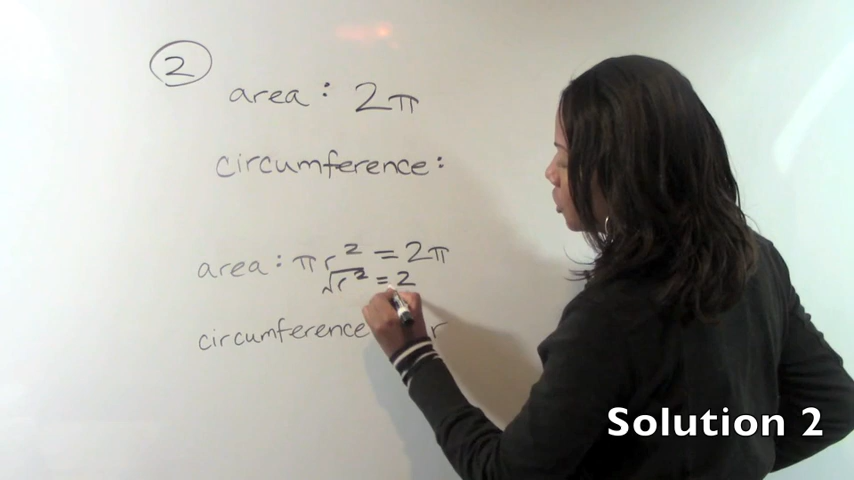 2
area: 2π
circumference:
area: πr² = 2π
√r² = 2
circumference r
Solution 2